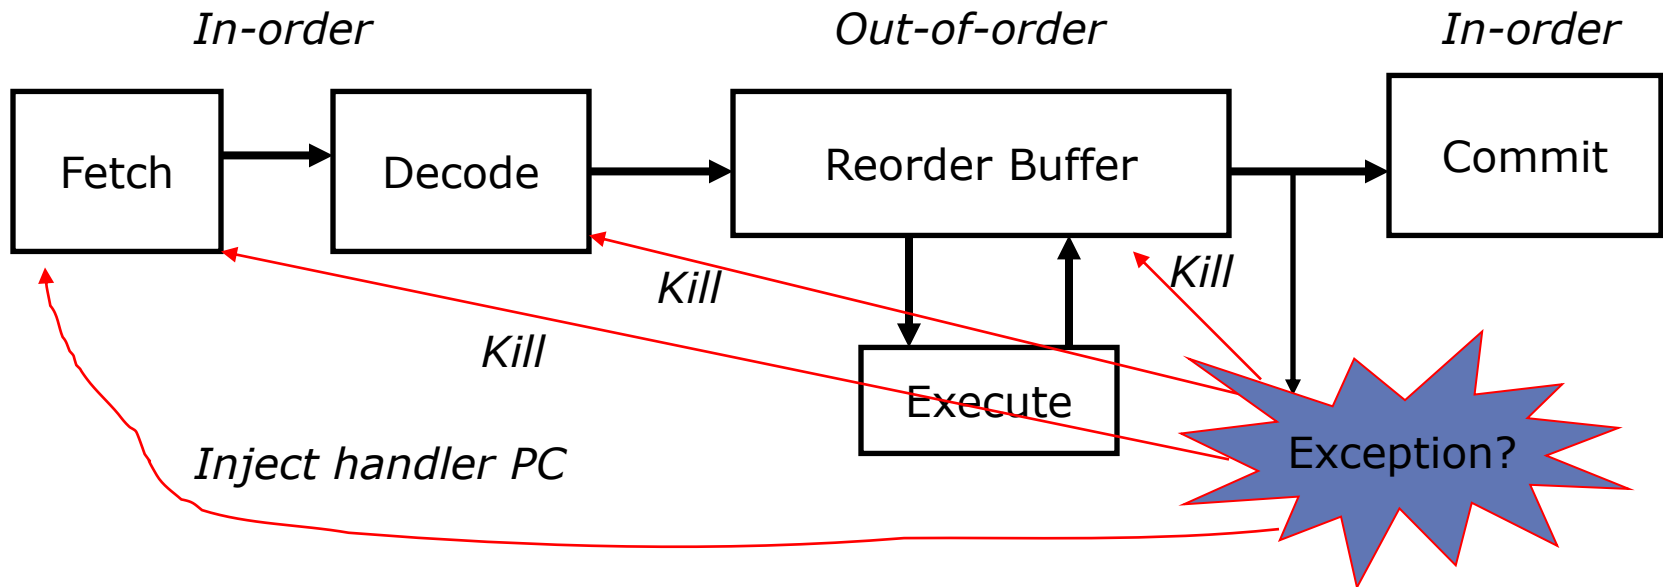 In-order
Out-of-order
In-order
Fetch
Decode
Reorder Buffer
Commit
Kill
Kill
Kill
Execute
Inject handler PC
Exception?